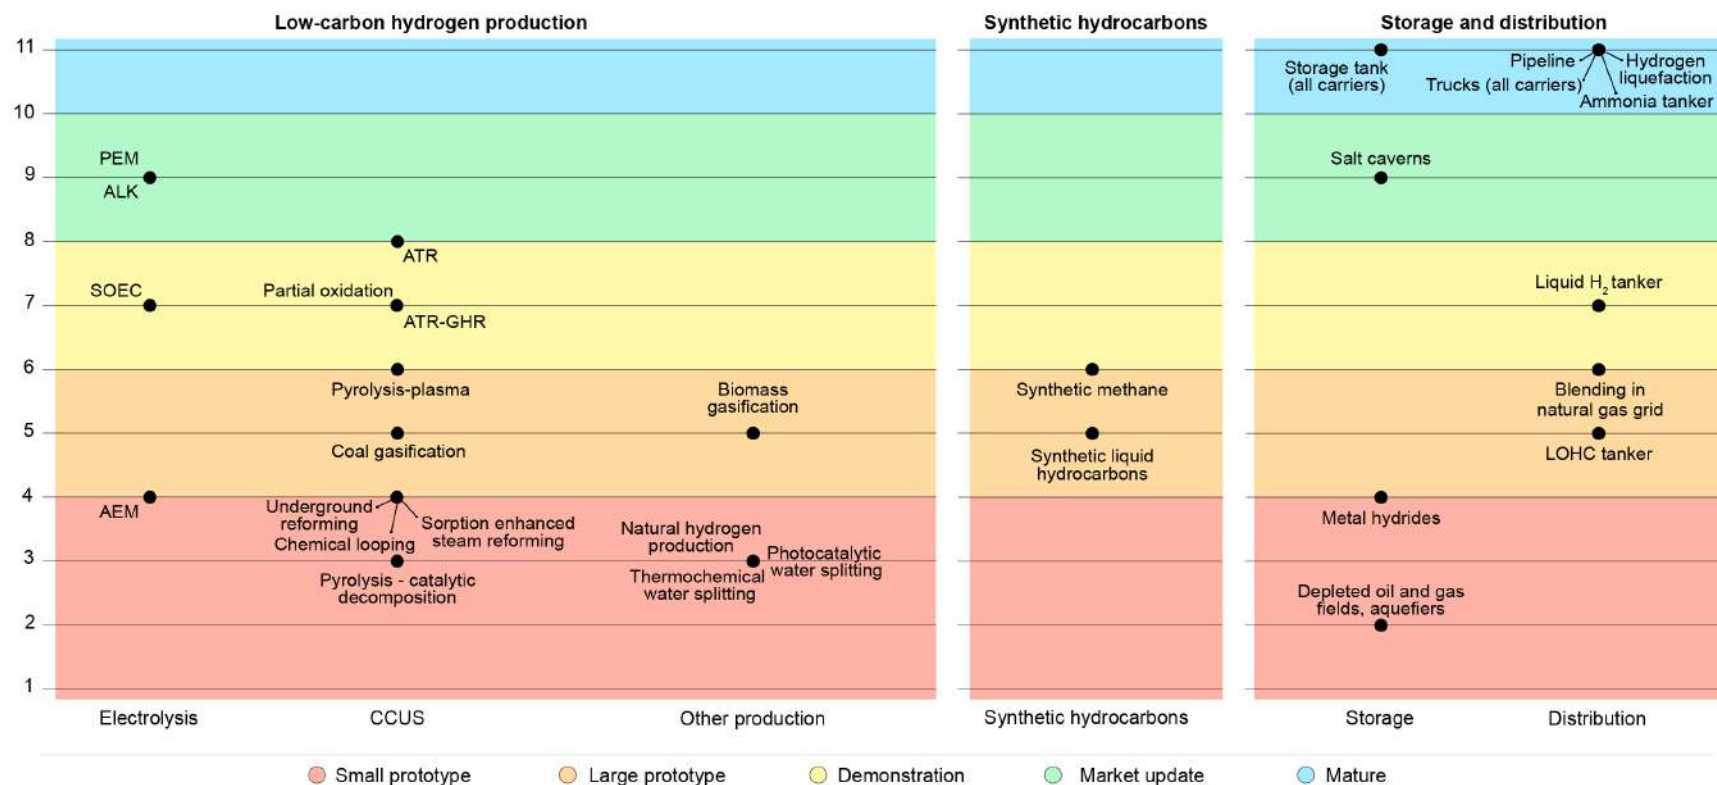 Low-carbon hydrogen production
Synthetic hydrocarbons
Storage and distribution
11
10
9
8
7
6
5
4
3
2
1
PEM
ALK
SOEC
AEM
ATR
Partial oxidation
ATR-GHR
Pyrolysis-plasma
Coal gasification
Underground
reforming
Chemical looping
Sorption enhanced
steam reforming
Pyrolysis - catalytic
decomposition
Biomass
gasification
Natural hydrogen
production
Photocatalytic
water splitting
Thermochemical
water splitting
Synthetic methane
Synthetic liquid
hydrocarbons
Storage tank
(all carriers)
Salt caverns
Metal hydrides
Depleted oil and gas
fields, aquefiers
Pipeline
Hydrogen
liquefaction
Trucks (all carriers)
Ammonia tanker
Liquid H₂ tanker
Blending in
natural gas grid
LOHC tanker
Electrolysis
CCUS
Other production
Synthetic hydrocarbons
Storage
Distribution
Small prototype
Large prototype
Demonstration
Market update
Mature